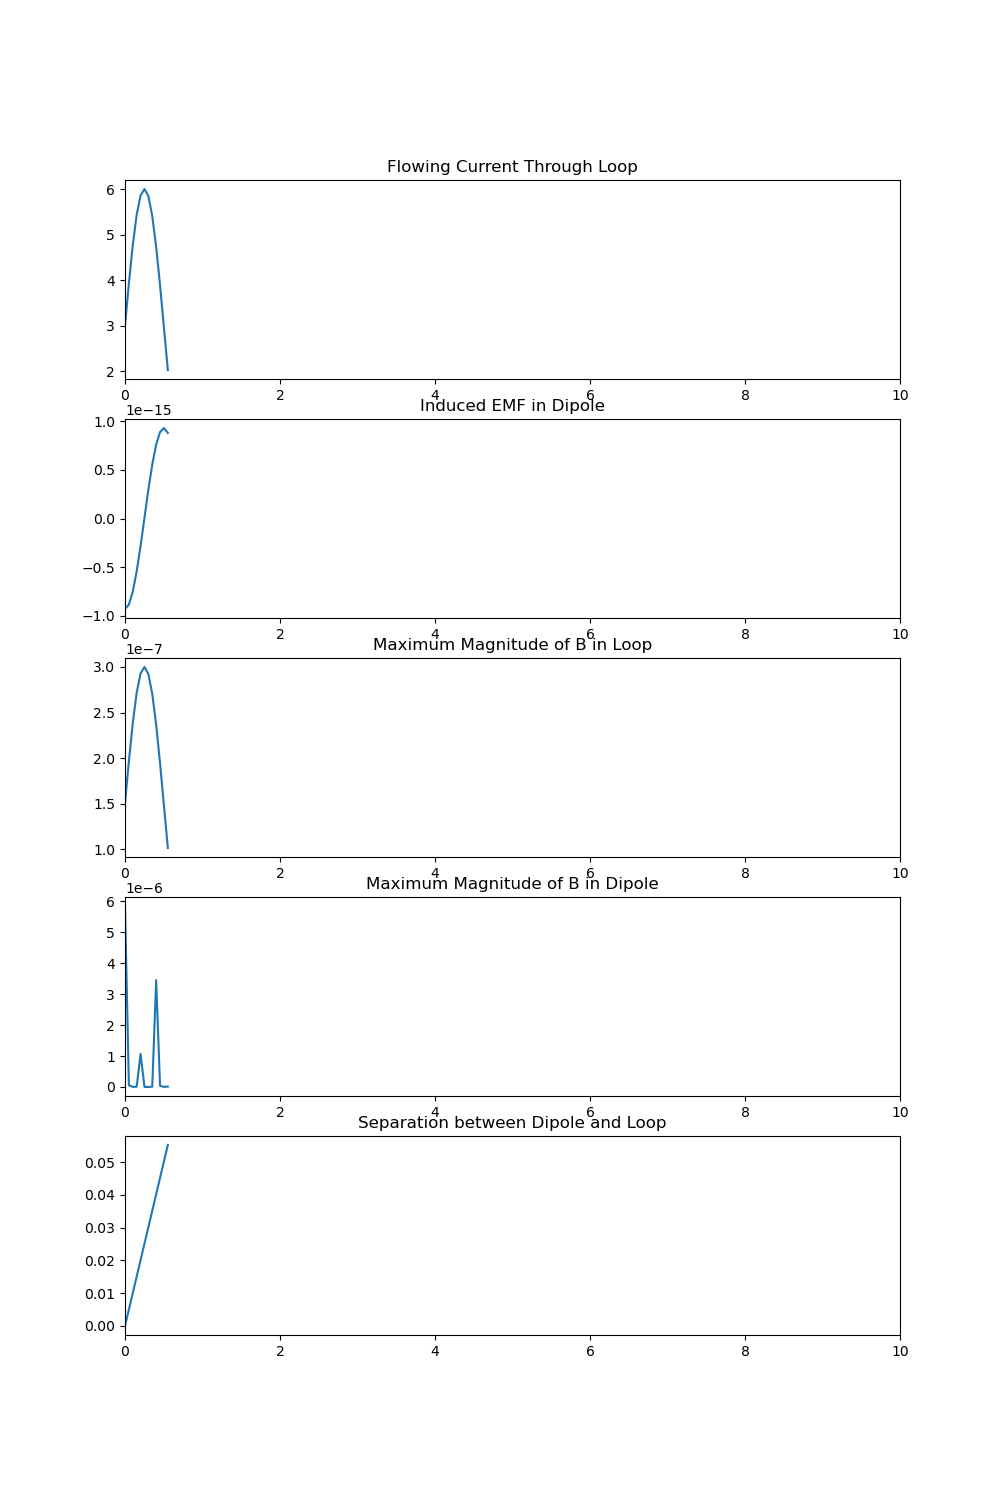 Flowing Current Through Loop
6
5
4
3
2
0 2 4 6 8 10
1e−15
Induced EMF in Dipole
1.0
0.5
0.0
−0.5
−1.0
0 2 4 6 8 10
1e−7
Maximum Magnitude of B in Loop
3.0
2.5
2.0
1.5
1.0
0 2 4 6 8 10
1e−6
Maximum Magnitude of B in Dipole
6
5
4
3
2
1
0
0 2 4 6 8 10
Separation between Dipole and Loop
0.05
0.04
0.03
0.02
0.01
0.00
0 2 4 6 8 10